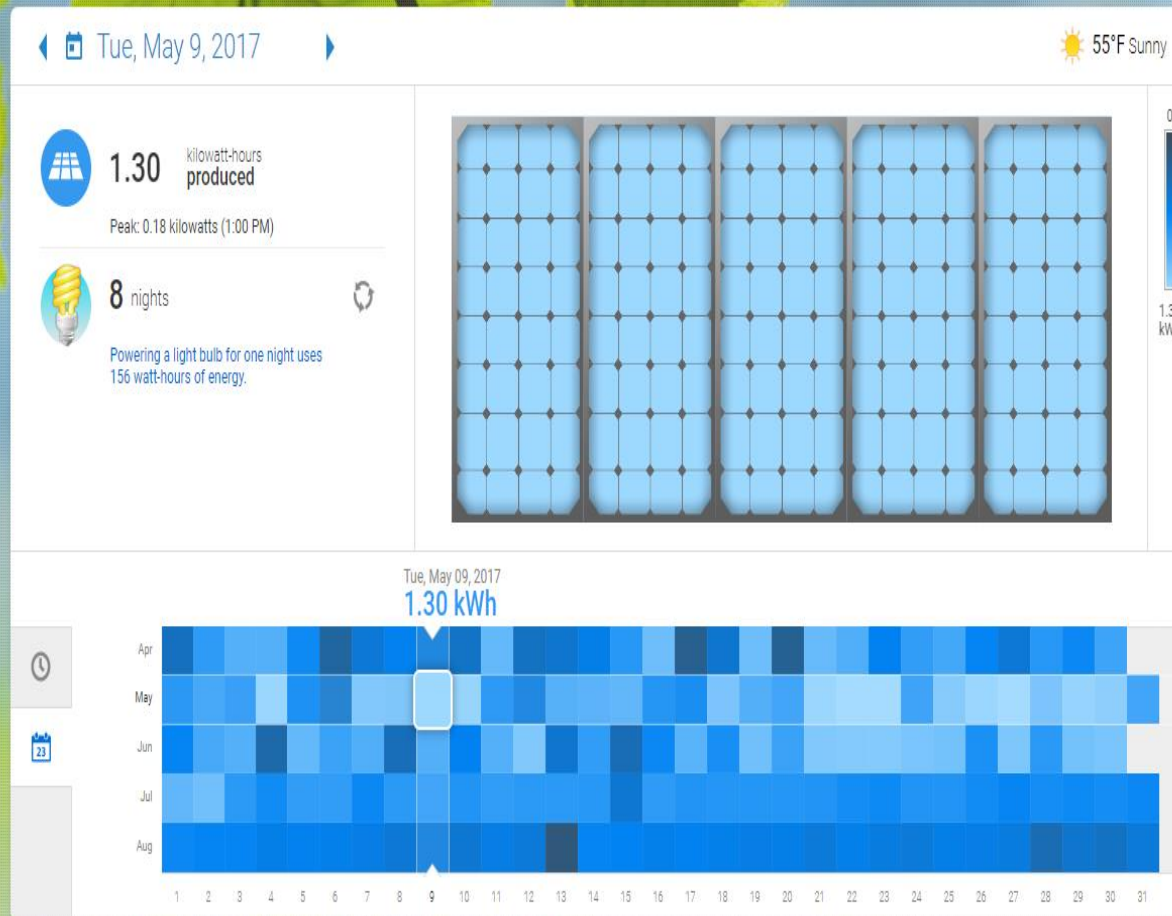 Tue, May 9, 2017
55°F Sunny
1.30 kilowatt-hours
produced
Peak: 0.18 kilowatts (1:00 PM)
8 nights
Powering a light bulb for one night uses
156 watt-hours of energy.
Tue, May 09, 2017
1.30 kWh
Apr
May
23
Jun
Jul
Aug
1 2 3 4 5 6 7 8 9 10 11 12 13 14 15 16 17 18 19 20 21 22 23 24 25 26 27 28 29 30 31